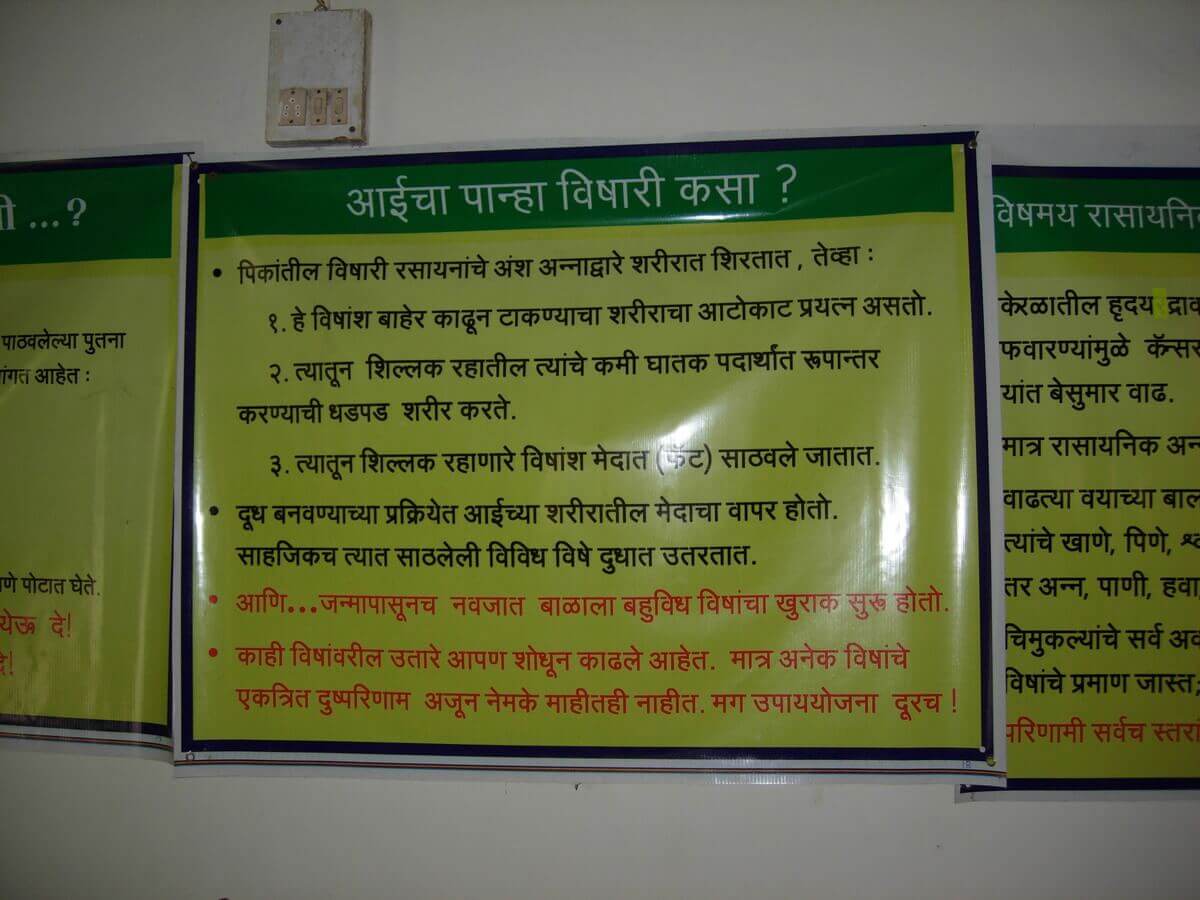 ी ...?
पाठवलेल्या पुतना
ांगत आहेत :
णे पोटात घेते.
येऊ दे!
दे!
आईचा पान्हा विषारी कसा ?
• पिकांतील विषारी रसायनांचे अंश अन्नाद्वारे शरीरात शिरतात , तेव्हा :
१. हे विषांश बाहेर काढून टाकण्याचा शरीराचा आटोकाट प्रयत्न असतो.
२. त्यातून शिल्लक रहातील त्यांचे कमी घातक पदार्थांत रूपान्तर
करण्याची धडपड शरीर करते.
३. त्यातून शिल्लक रहाणारे विषांश मेदात (फॅट) साठवले जातात.
• दूध बनवण्याच्या प्रक्रियेत आईच्या शरीरातील मेदाचा वापर होतो.
साहजिकच त्यात साठलेली विविध विषे दुधात उतरतात.
• आणि...जन्मापासूनच नवजात बाळाला बहुविध विषांचा खुराक सुरू होतो.
• काही विषांवरील उतारे आपण शोधून काढले आहेत. मात्र अनेक विषांचे
एकत्रित दुष्परिणाम अजून नेमके माहीतही नाहीत. मग उपाययोजना दूरच !
18
विषमय रासायनि
केरळातील हृदय द्राव
फवारण्यांमुळे कॅन्सर
यांत बेसुमार वाढ.
मात्र रासायनिक अन
वाढत्या वयाच्या बाल
त्यांचे खाणे, पिणे, श्व
तर अन्न, पाणी, हवा
चिमुकल्यांचे सर्व अव
विषांचे प्रमाण जास्त
परिणामी सर्वच स्तरा